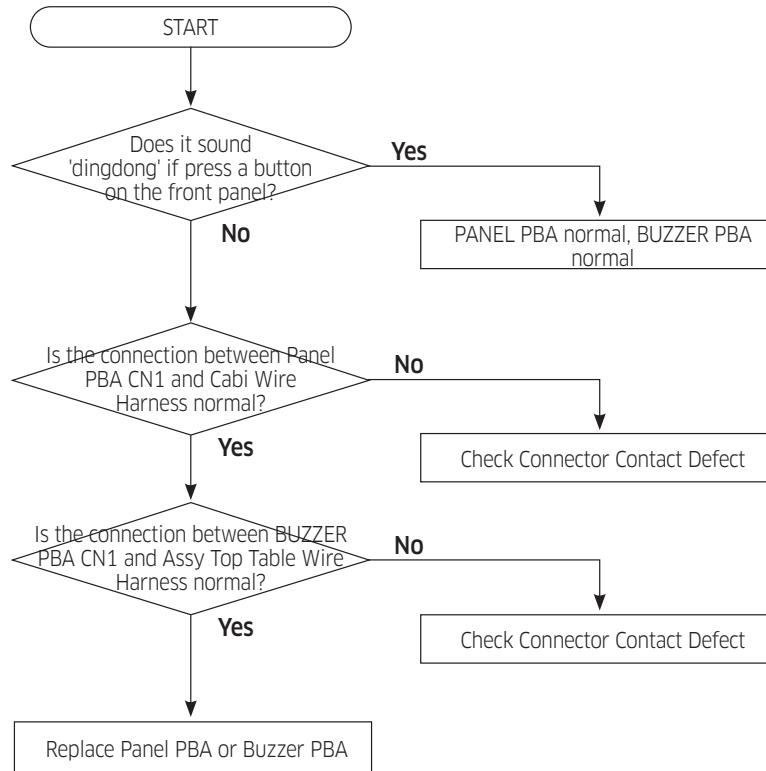 START
Does it sound
'dingdong' if press a button
on the front panel?
Yes
No
PANEL PBA normal, BUZZER PBA
normal
Is the connection between Panel
PBA CN1 and Cabi Wire
Harness normal?
No
Yes
Check Connector Contact Defect
Is the connection between BUZZER
PBA CN1 and Assy Top Table Wire
Harness normal?
No
Yes
Check Connector Contact Defect
Replace Panel PBA or Buzzer PBA